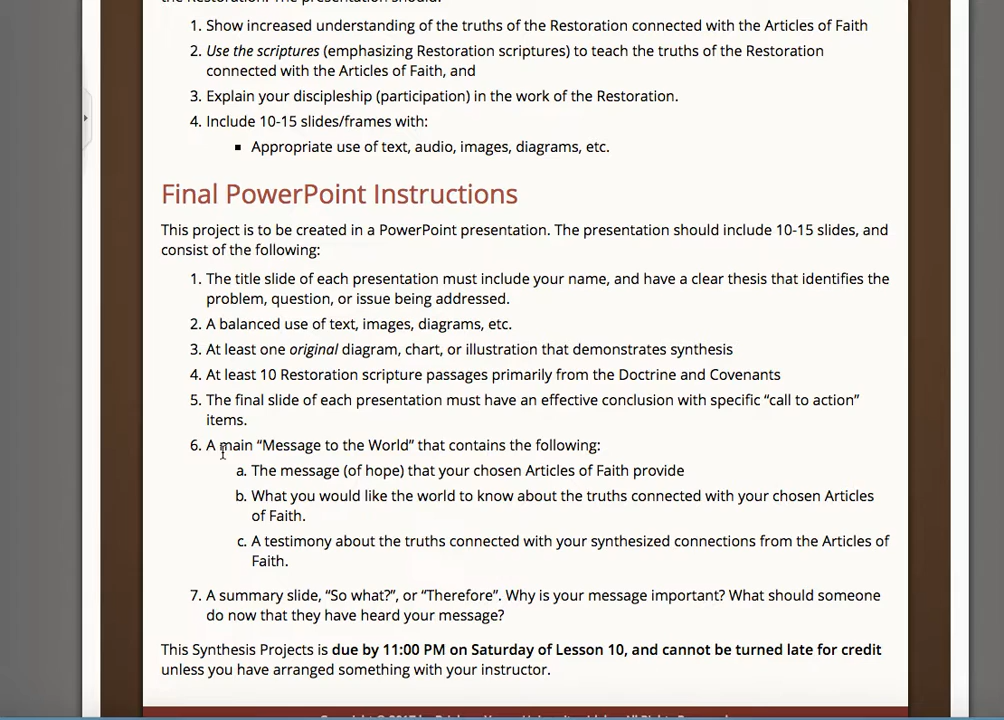 1. Show increased understanding of the truths of the Restoration connected with the Articles of Faith
2. Use the scriptures (emphasizing Restoration scriptures) to teach the truths of the Restoration
connected with the Articles of Faith, and
3. Explain your discipleship (participation) in the work of the Restoration.
4. Include 10-15 slides/frames with:
▪ Appropriate use of text, audio, images, diagrams, etc.
Final PowerPoint Instructions
This project is to be created in a PowerPoint presentation. The presentation should include 10-15 slides, and
consist of the following:
1. The title slide of each presentation must include your name, and have a clear thesis that identifies the
problem, question, or issue being addressed.
2. A balanced use of text, images, diagrams, etc.
3. At least one original diagram, chart, or illustration that demonstrates synthesis
4. At least 10 Restoration scripture passages primarily from the Doctrine and Covenants
5. The final slide of each presentation must have an effective conclusion with specific “call to action”
items.
6. A main “Message to the World” that contains the following:
a. The message (of hope) that your chosen Articles of Faith provide
b. What you would like the world to know about the truths connected with your chosen Articles
of Faith.
c. A testimony about the truths connected with your synthesized connections from the Articles of
Faith.
7. A summary slide, “So what?”, or “Therefore”. Why is your message important? What should someone
do now that they have heard your message?
This Synthesis Projects is due by 11:00 PM on Saturday of Lesson 10, and cannot be turned late for credit
unless you have arranged something with your instructor.